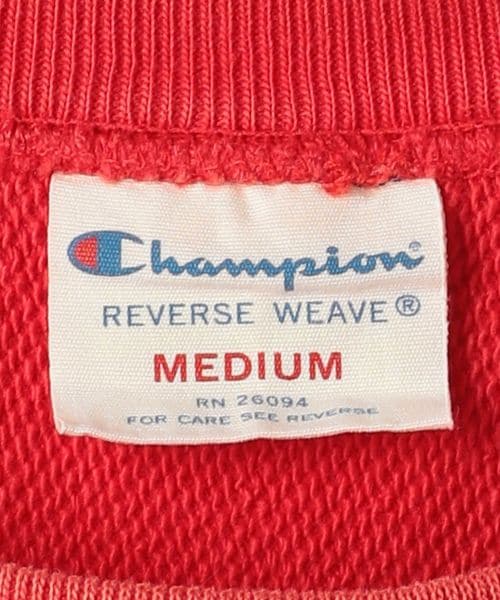 Champion®
REVERSE WEAVE®
MEDIUM
RN 26094
FOR CARE SEE REVERSE